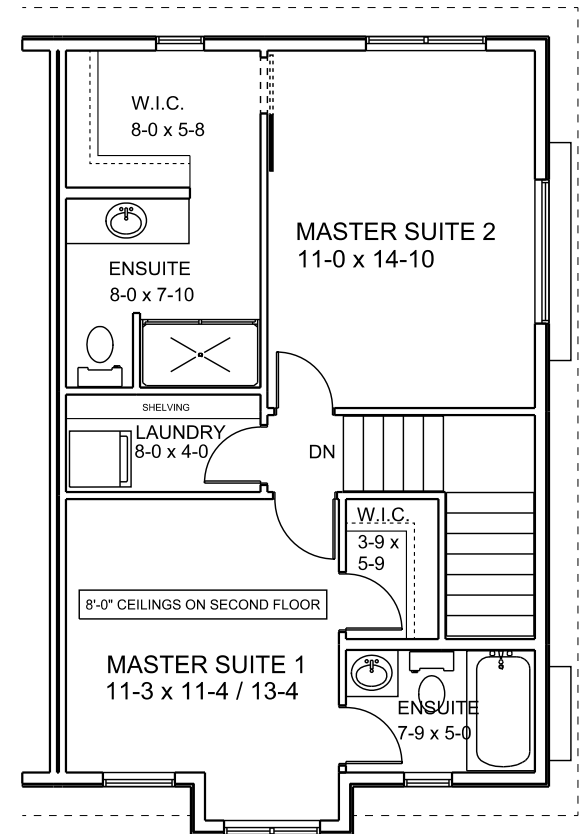 W.I.C.
8-0 x 5-8
MASTER SUITE 2
11-0 x 14-10
ENSUITE
8-0 x 7-10
SHELVING
LAUNDRY
8-0 x 4-0
DN
W.I.C.
3-9 x
5-9
8'-0" CEILINGS ON SECOND FLOOR
MASTER SUITE 1
11-3 x 11-4 / 13-4
ENSUITE
7-9 x 5-0